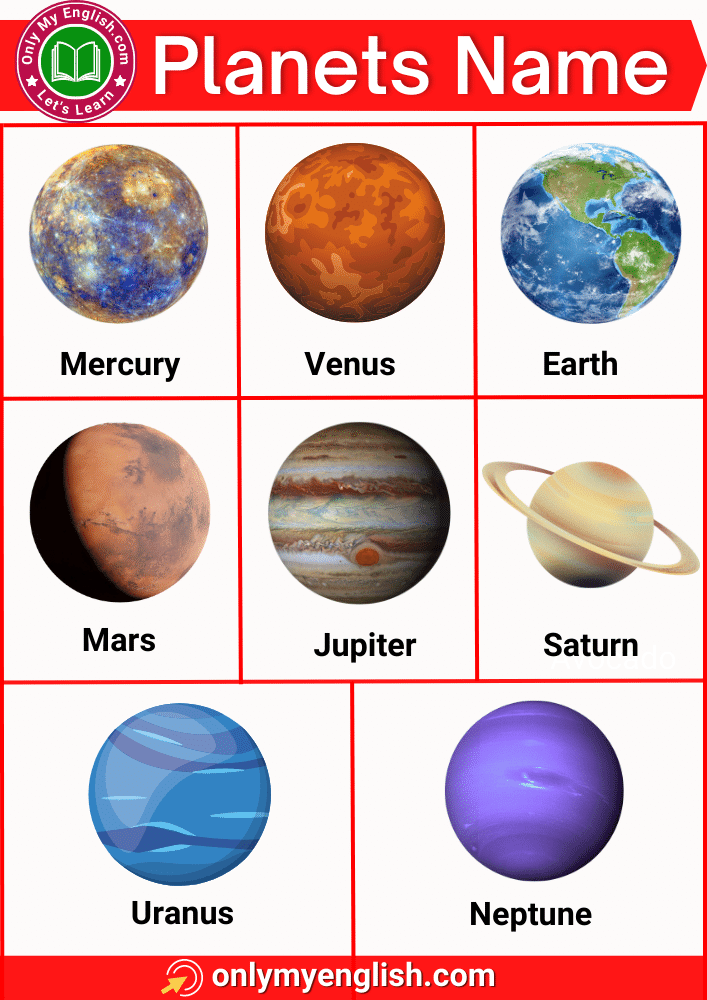 Only My English.com
Let's Learn
Planets Name
Mercury
Venus
Earth
Mars
Jupiter
Saturn
Avocado
Uranus
Neptune
onlymyenglish.com